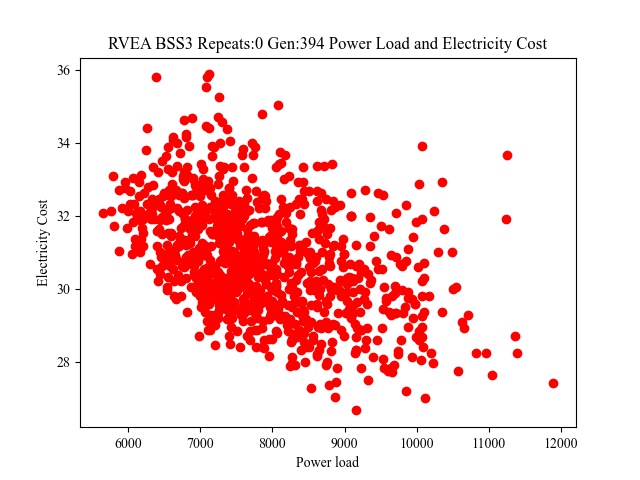 RVEA BSS3 Repeats:0 Gen:394 Power Load and Electricity Cost
36
34
32
30
28
Electricity Cost
6000 7000 8000 9000 10000 11000 12000
Power load